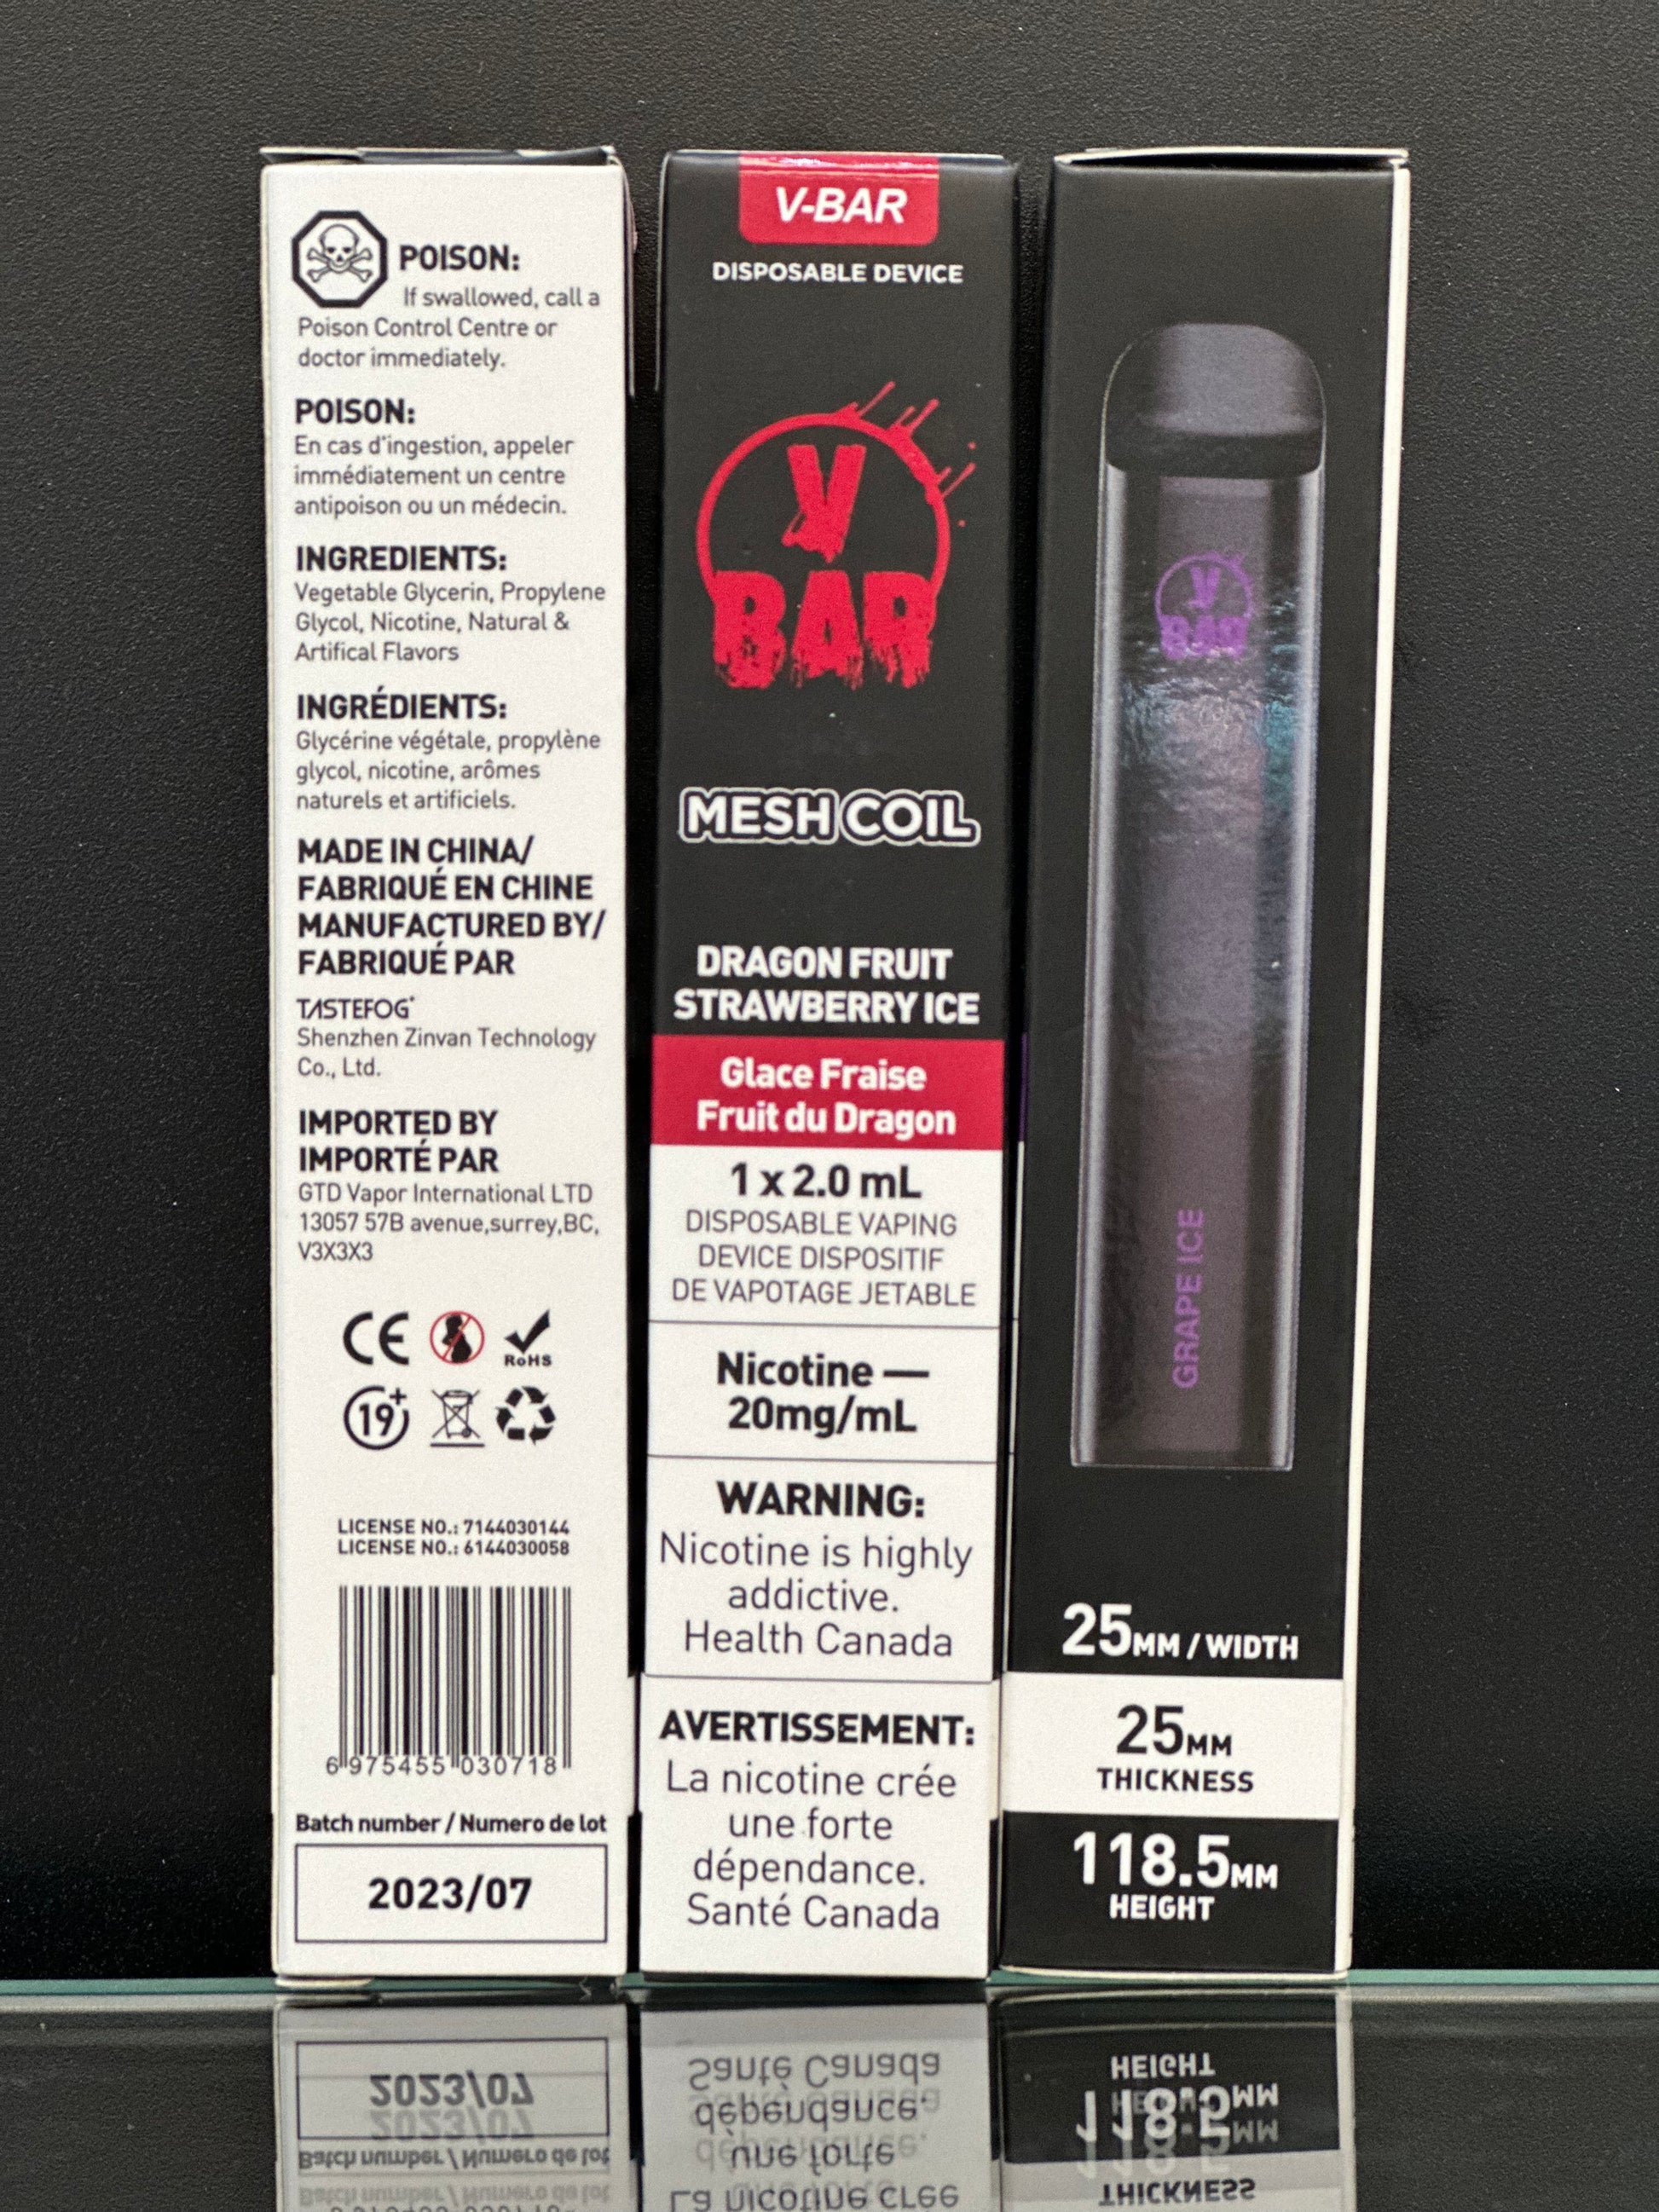 POISON:
If swallowed, call a
Poison Control Centre or
doctor immediately.
POISON:
En cas d'ingestion, appeler
immédiatement un centre
antipoison ou un médecin.
INGREDIENTS:
Vegetable Glycerin, Propylene
Glycol, Nicotine, Natural &
Artifical Flavors
INGRÉDIENTS:
Glycérine végétale, propylène
glycol, nicotine, arômes
naturels et artificiels.
MADE IN CHINA/
FABRIQUÉ EN CHINE
MANUFACTURED BY/
FABRIQUÉ PAR
TASTEFOG
Shenzhen Zinvan Technology
Co., Ltd.
IMPORTED BY
IMPORTÉ PAR
GTD Vapor International LTD
13057 57B avenue,surrey,BC,
V3X3X3
CE
RoHS
19+
LICENSE NO.: 7144030144
LICENSE NO.: 6144030058
6 975455 030718
Batch number / Numero de lot
2023/07
V-BAR
DISPOSABLE DEVICE
V
BAR
MESH COIL
DRAGON FRUIT
STRAWBERRY ICE
Glace Fraise
Fruit du Dragon
1 x 2.0 mL
DISPOSABLE VAPING
DEVICE DISPOSITIF
DE VAPOTAGE JETABLE
Nicotine —
20mg/mL
WARNING:
Nicotine is highly
addictive.
Health Canada
AVERTISSEMENT:
La nicotine crée
une forte
dépendance.
Santé Canada
V
BAR
GRAPE ICE
25MM / WIDTH
25MM
THICKNESS
118.5MM
HEIGHT